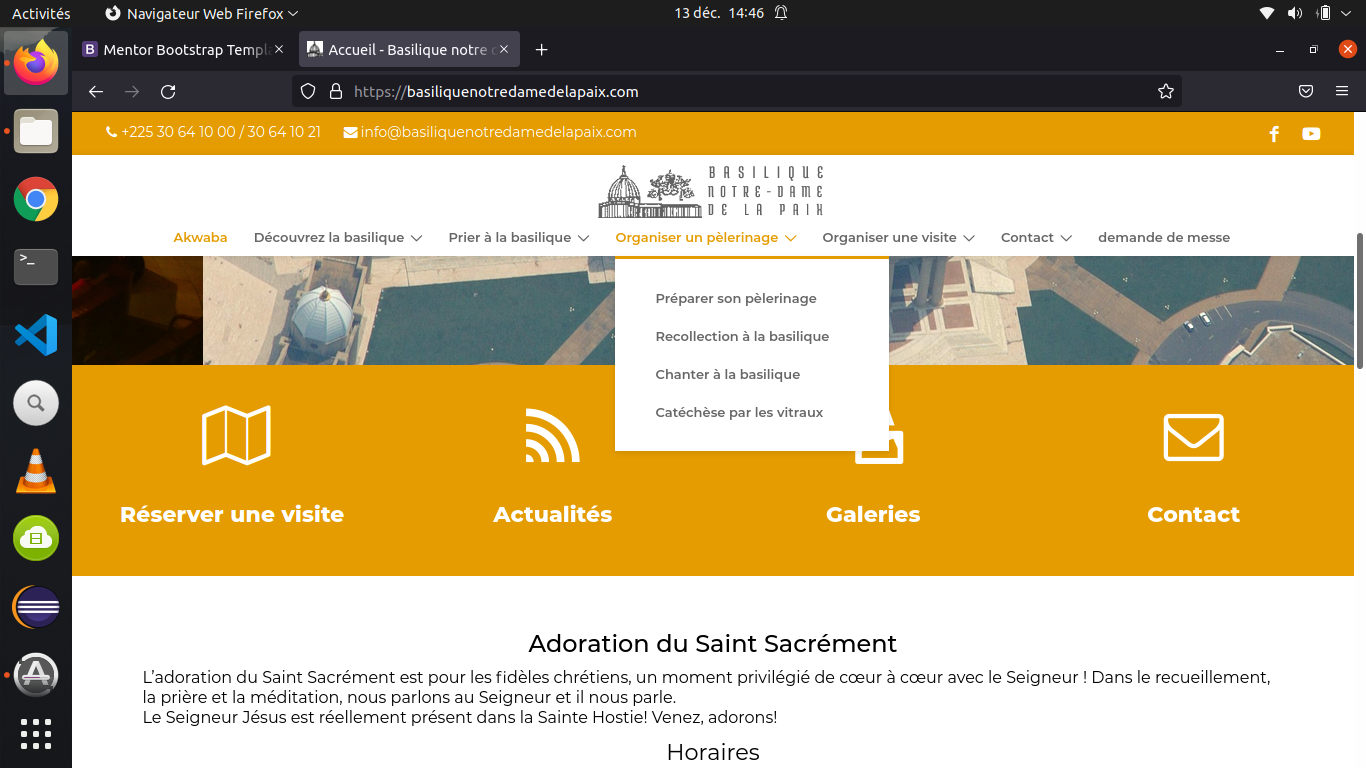 Activités
Navigateur Web Firefox
13 déc. 14:46
Mentor Bootstrap Templa
Accueil - Basilique notre d
https://basiliquenotredamedelapaix.com
+225 30 64 10 00 / 30 64 10 21
info@basiliquenotredamedelapaix.com
BASILIQUE
NOTRE-DAME
DE LA PAIX
Akwaba
Découvrez la basilique
Prier à la basilique
Organiser un pèlerinage
Organiser une visite
Contact
demande de messe
Préparer son pèlerinage
Recollection à la basilique
Chanter à la basilique
Catéchèse par les vitraux
Réserver une visite
Actualités
Galeries
Contact
Adoration du Saint Sacrément
L’adoration du Saint Sacrément est pour les fidèles chrétiens, un moment privilégié de cœur à cœur avec le Seigneur ! Dans le recueillement,
la prière et la méditation, nous parlons au Seigneur et il nous parle.
Le Seigneur Jésus est réellement présent dans la Sainte Hostie! Venez, adorons!
Horaires